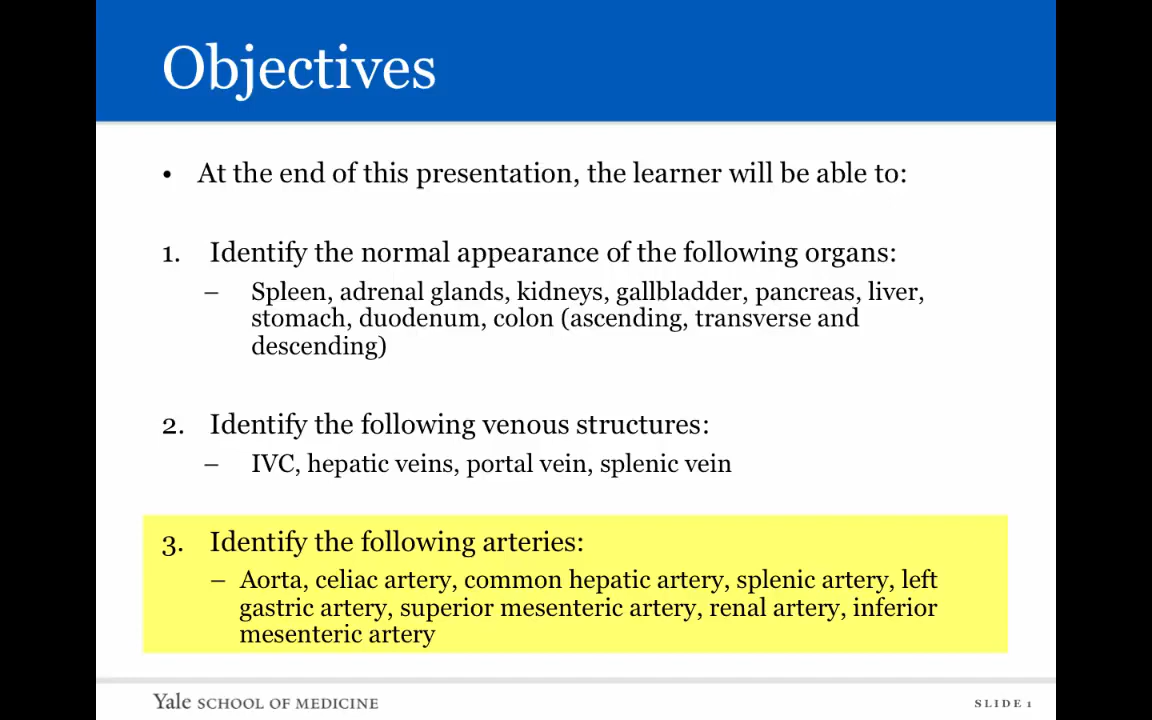 Objectives
• At the end of this presentation, the learner will be able to:
1. Identify the normal appearance of the following organs:
– Spleen, adrenal glands, kidneys, gallbladder, pancreas, liver,
stomach, duodenum, colon (ascending, transverse and
descending)
2. Identify the following venous structures:
– IVC, hepatic veins, portal vein, splenic vein
3. Identify the following arteries:
– Aorta, celiac artery, common hepatic artery, splenic artery, left
gastric artery, superior mesenteric artery, renal artery, inferior
mesenteric artery
Yale SCHOOL OF MEDICINE
SLIDE 1